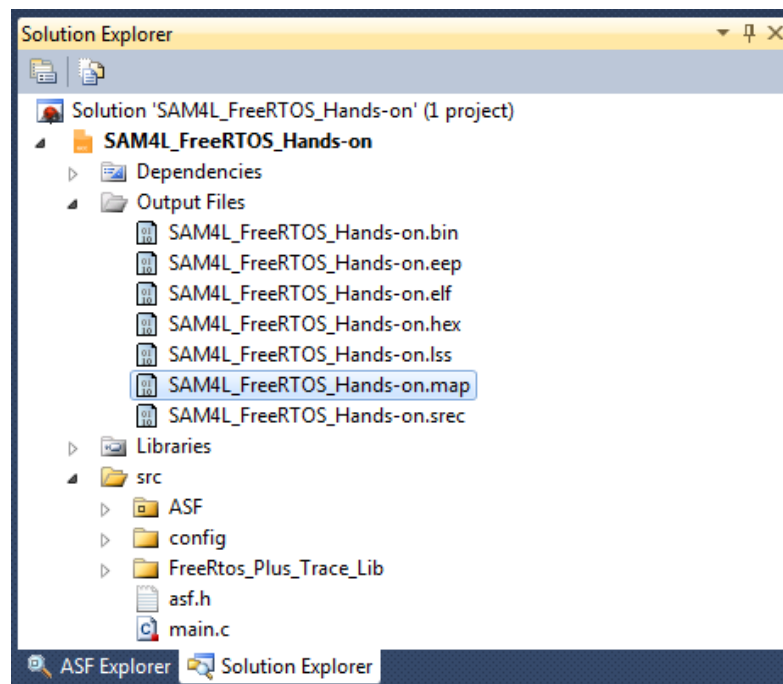 Solution Explorer
Solution 'SAM4L_FreeRTOS_Hands-on' (1 project)
SAM4L_FreeRTOS_Hands-on
Dependencies
Output Files
SAM4L_FreeRTOS_Hands-on.bin
SAM4L_FreeRTOS_Hands-on.eep
SAM4L_FreeRTOS_Hands-on.elf
SAM4L_FreeRTOS_Hands-on.hex
SAM4L_FreeRTOS_Hands-on.lss
SAM4L_FreeRTOS_Hands-on.map
SAM4L_FreeRTOS_Hands-on.srec
Libraries
src
ASF
config
FreeRtos_Plus_Trace_Lib
asf.h
main.c
ASF Explorer Solution Explorer